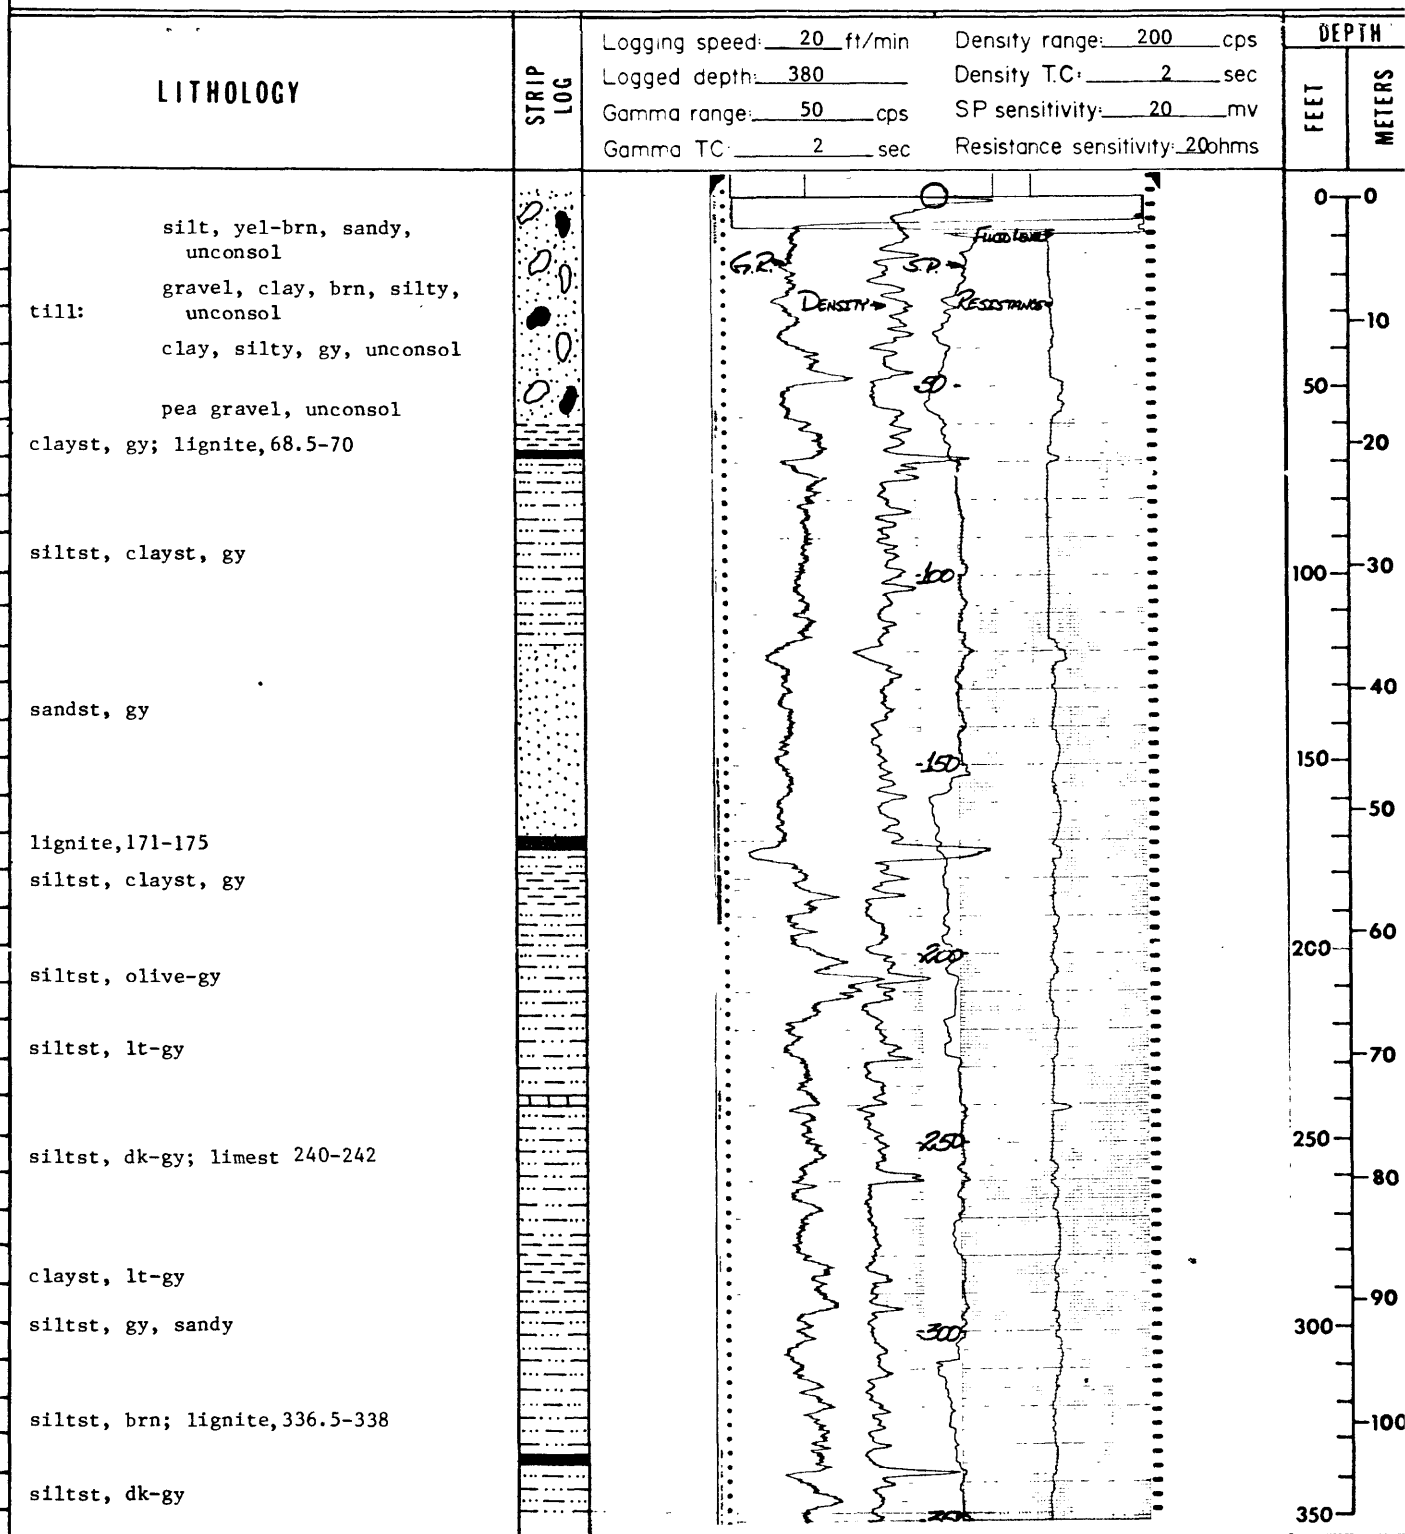 LITHOLOGY
STRIP LOG
Logging speed: 20 ft/min
Logged depth: 380
Gamma range: 50 cps
Gamma TC: 2 sec
Density range: 200 cps
Density T.C: 2 sec
SP sensitivity: 20 mv
Resistance sensitivity: 20 ohms
DEPTH
FEET
METERS
silt, yel-brn, sandy,
unconsol
gravel, clay, brn, silty,
till: unconsol
clay, silty, gy, unconsol
pea gravel, unconsol
clayst, gy; lignite,68.5-70
siltst, clayst, gy
sandst, gy
lignite,171-175
siltst, clayst, gy
siltst, olive-gy
siltst, lt-gy
siltst, dk-gy; limest 240-242
clayst, lt-gy
siltst, gy, sandy
siltst, brn; lignite,336.5-338
siltst, dk-gy
FLUID LEVEL
G.R.
S.P.
DENSITY
RESISTANCE
50
100
150
200
250
300
350
0
50
100
150
200
250
300
350
0
10
20
30
40
50
60
70
80
90
100